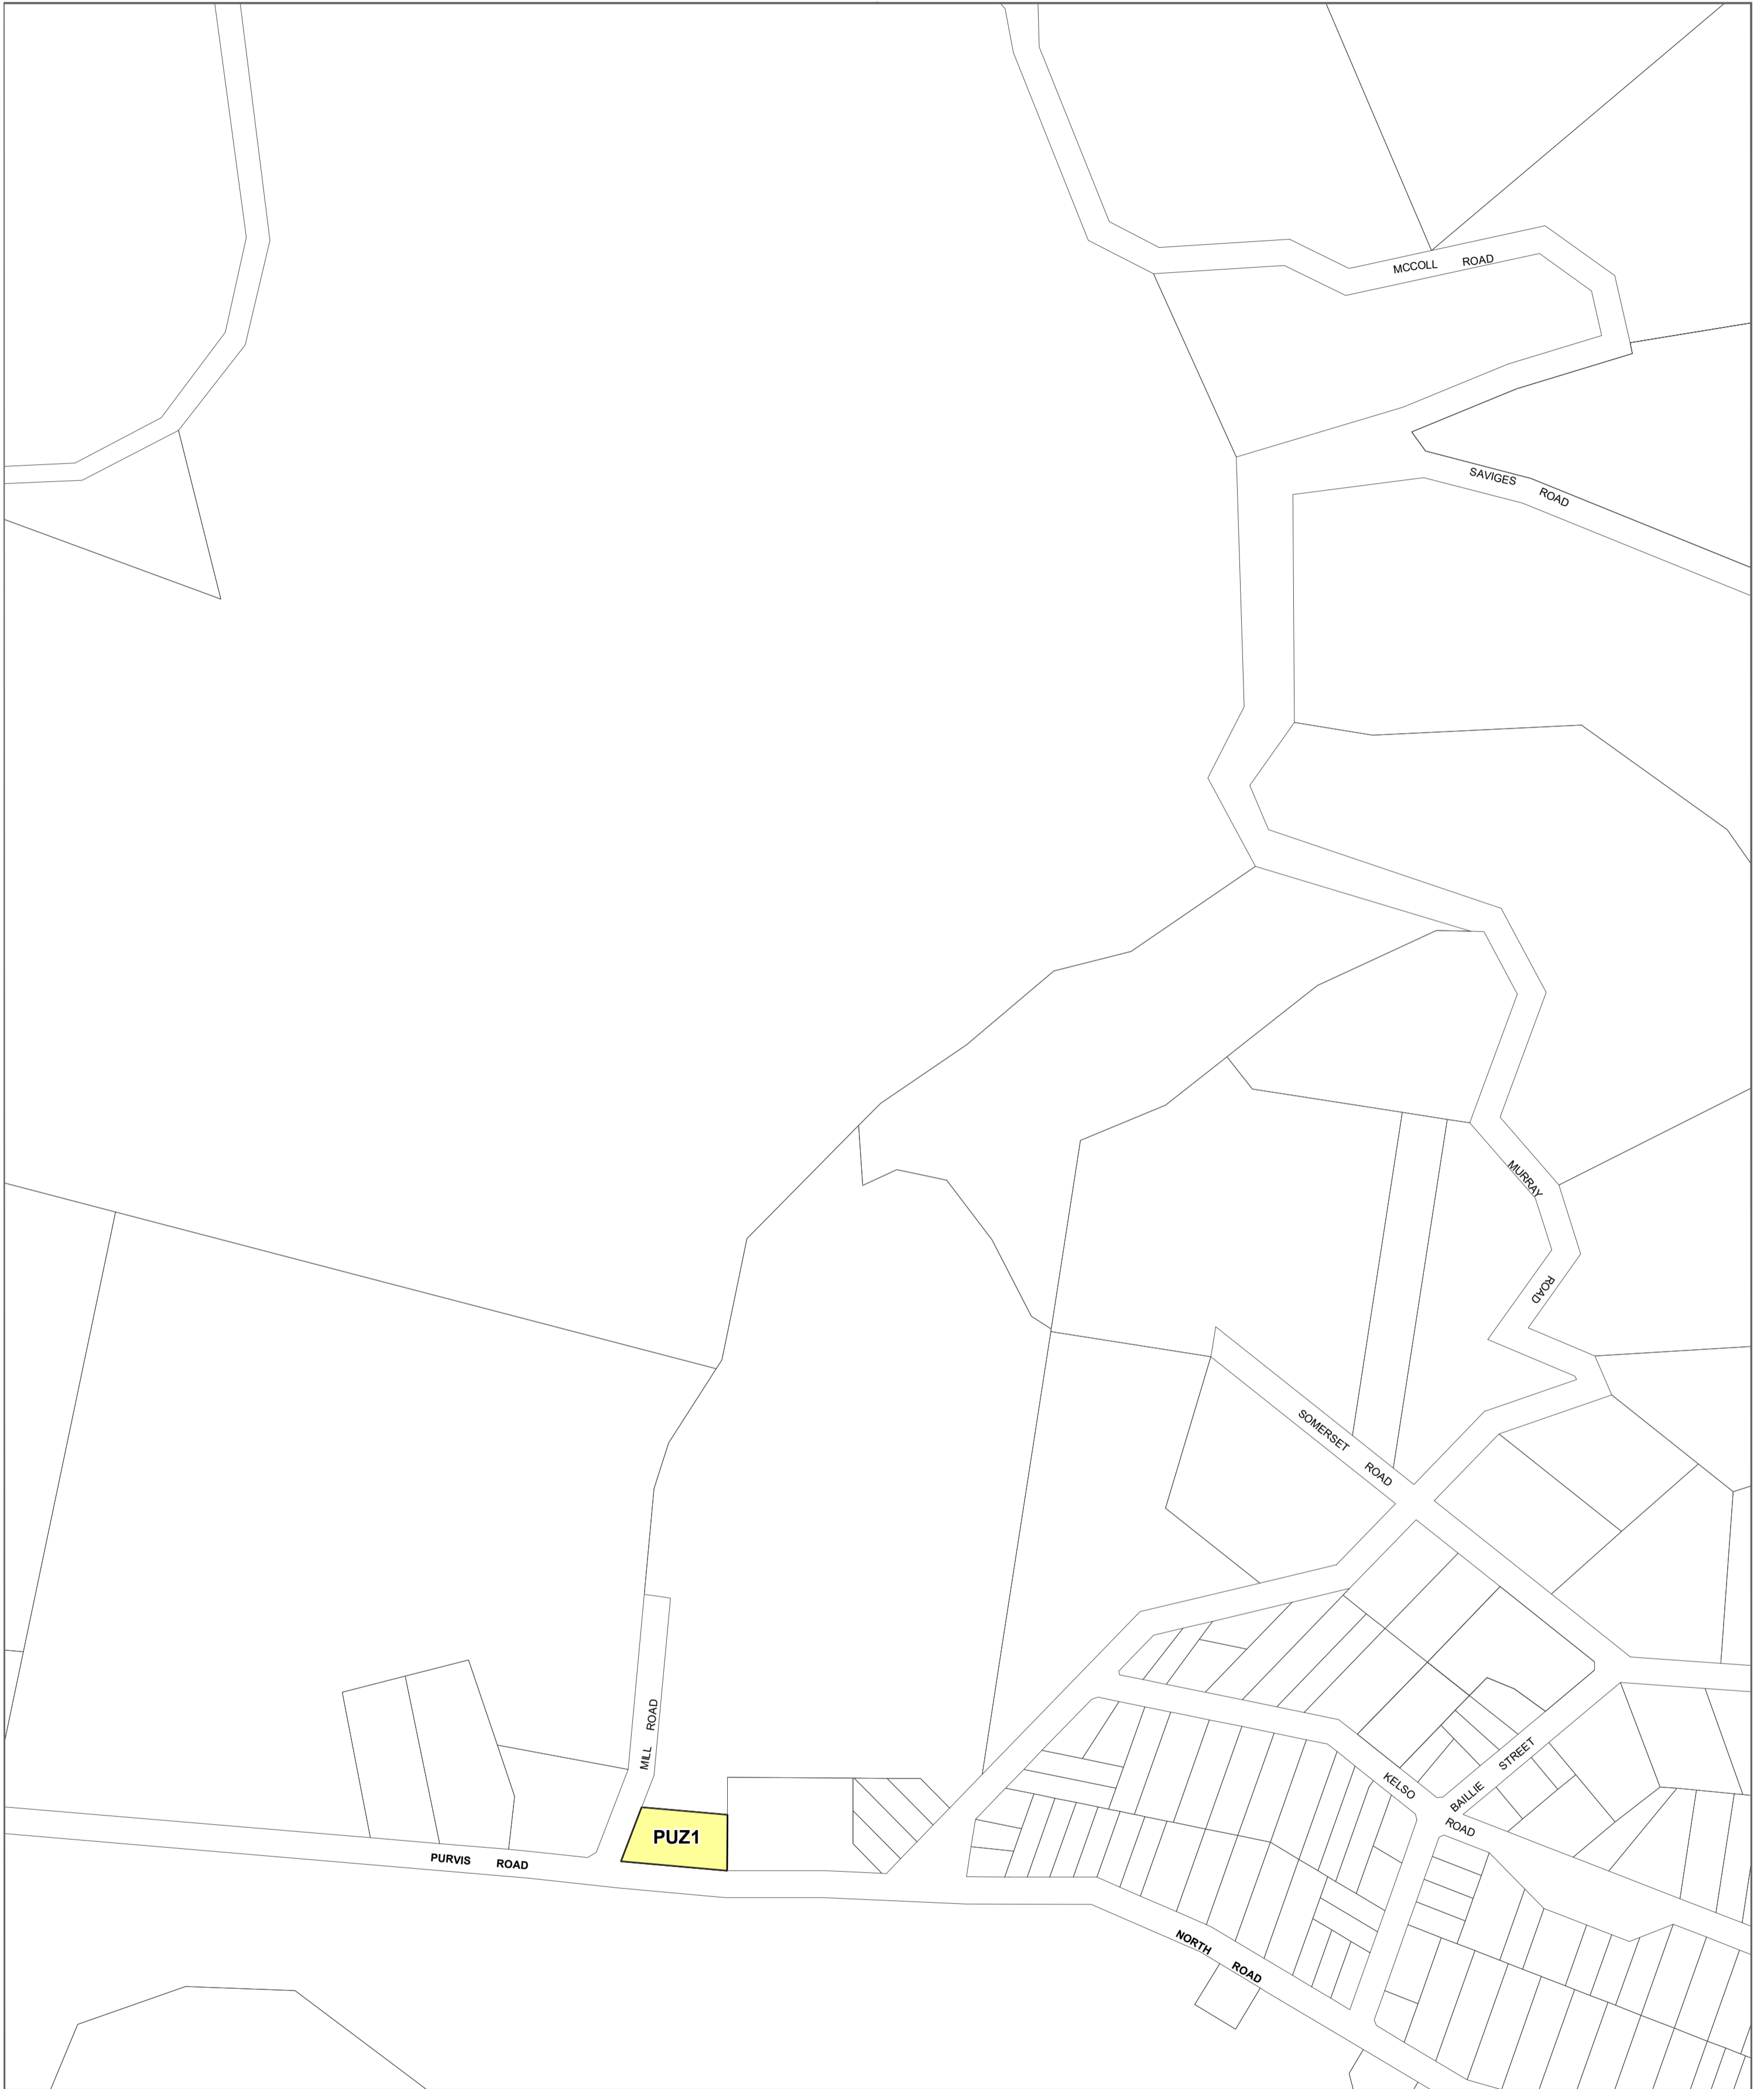 MCCOLL ROAD
SAVIGES ROAD
MURRAY ROAD
SOMERSET ROAD
MILL ROAD
KELSO ROAD
BAILLIE STREET
PUZ1
PURVIS ROAD
NORTH ROAD